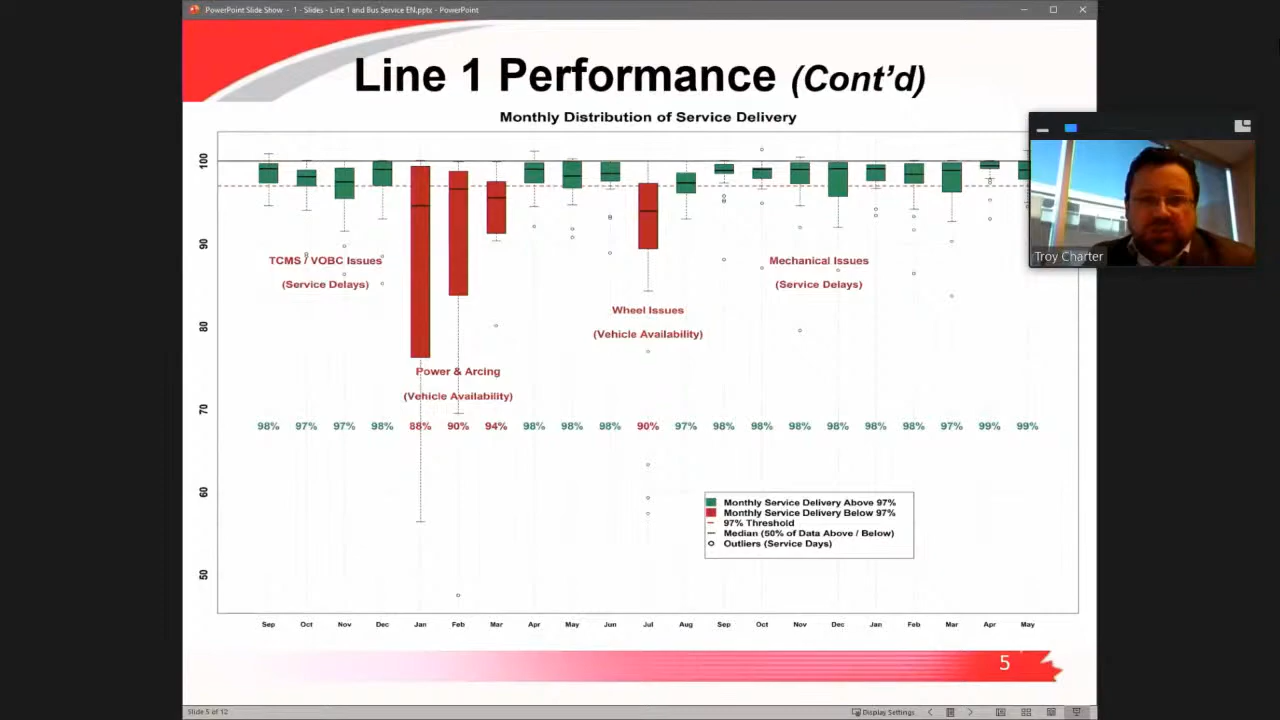 PowerPoint Slide Show - 1 - Slides - Line 1 and Bus Service EN.pptx - PowerPoint
Line 1 Performance (Cont'd)
Monthly Distribution of Service Delivery
100
90
80
70
60
50
TCMS / VOBC Issues
(Service Delays)
Power & Arcing
(Vehicle Availability)
Wheel Issues
(Vehicle Availability)
Mechanical Issues
(Service Delays)
Troy Charter
98% 97% 97% 98% 88% 90% 94% 98% 98% 98% 90% 97% 98% 98% 98% 98% 98% 98% 97% 99% 99%
Monthly Service Delivery Above 97%
Monthly Service Delivery Below 97%
97% Threshold
Median (50% of Data Above / Below)
Outliers (Service Days)
Sep Oct Nov Dec Jan Feb Mar Apr May Jun Jul Aug Sep Oct Nov Dec Jan Feb Mar Apr May
5
Slide 5 of 12
Display Settings